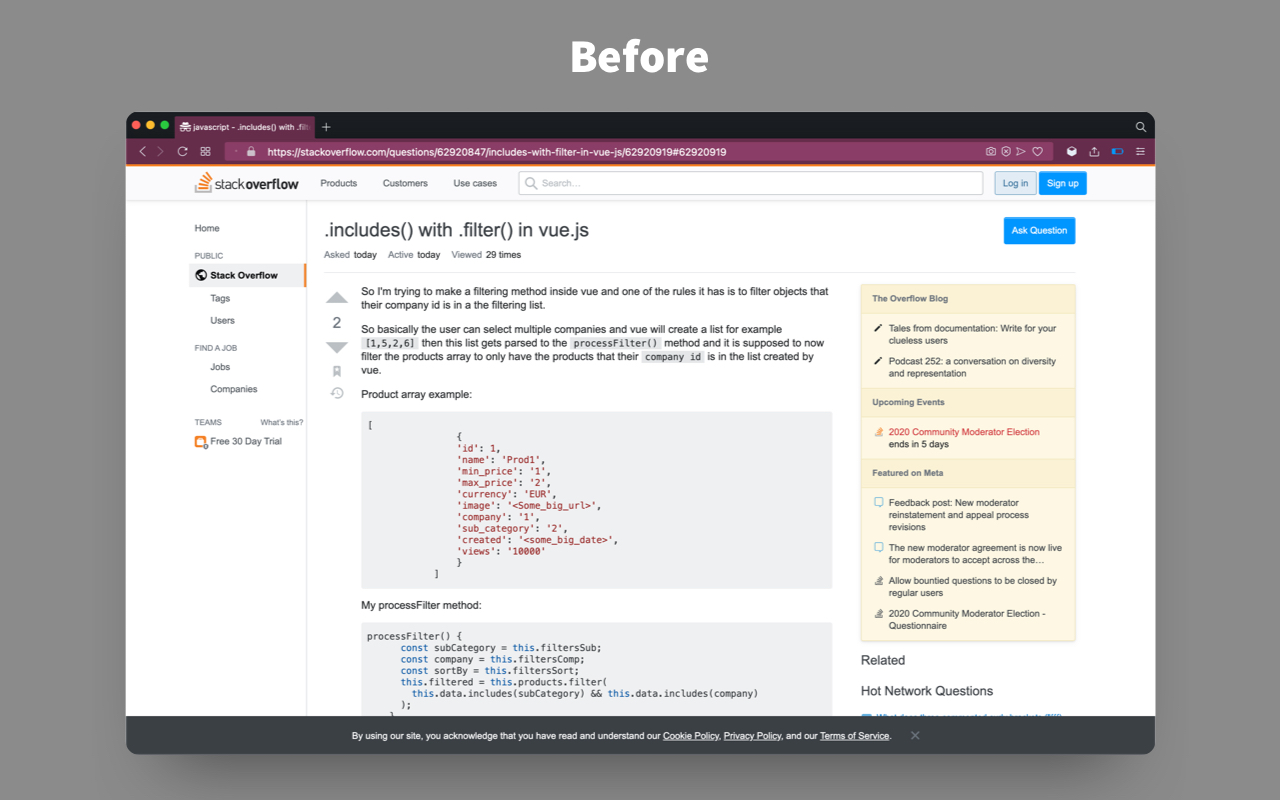 Before
javascript - .includes() with .filt
https://stackoverflow.com/questions/62920847/includes-with-filter-in-vue-js/62920919#62920919
stackoverflow
Products
Customers
Use cases
Search…
Log in
Sign up
Home
PUBLIC
Stack Overflow
Tags
Users
FIND A JOB
Jobs
Companies
TEAMS
What's this?
Free 30 Day Trial
.includes() with .filter() in vue.js
Ask Question
Asked today Active today Viewed 29 times
2
So I'm trying to make a filtering method inside vue and one of the rules it has is to filter objects that
their company id is in a the filtering list.
So basically the user can select multiple companies and vue will create a list for example
[1,5,2,6] then this list gets parsed to the processFilter() method and it is supposed to now
filter the products array to only have the products that their company id is in the list created by
vue.
Product array example:
[
{
'id': 1,
'name': 'Prod1',
'min_price': '1',
'max_price': '2',
'currency': 'EUR',
'image': '<Some_big_url>',
'company': '1',
'sub_category': '2',
'created': '<some_big_date>',
'views': '10000'
}
]
My processFilter method:
processFilter() {
const subCategory = this.filtersSub;
const company = this.filtersComp;
const sortBy = this.filtersSort;
this.filtered = this.products.filter(
this.data.includes(subCategory) && this.data.includes(company)
);
}
The Overflow Blog
Tales from documentation: Write for your
clueless users
Podcast 252: a conversation on diversity
and representation
Upcoming Events
2020 Community Moderator Election
ends in 5 days
Featured on Meta
Feedback post: New moderator
reinstatement and appeal process
revisions
The new moderator agreement is now live
for moderators to accept across the…
Allow bountied questions to be closed by
regular users
2020 Community Moderator Election -
Questionnaire
Related
Hot Network Questions
By using our site, you acknowledge that you have read and understand our Cookie Policy, Privacy Policy, and our Terms of Service.